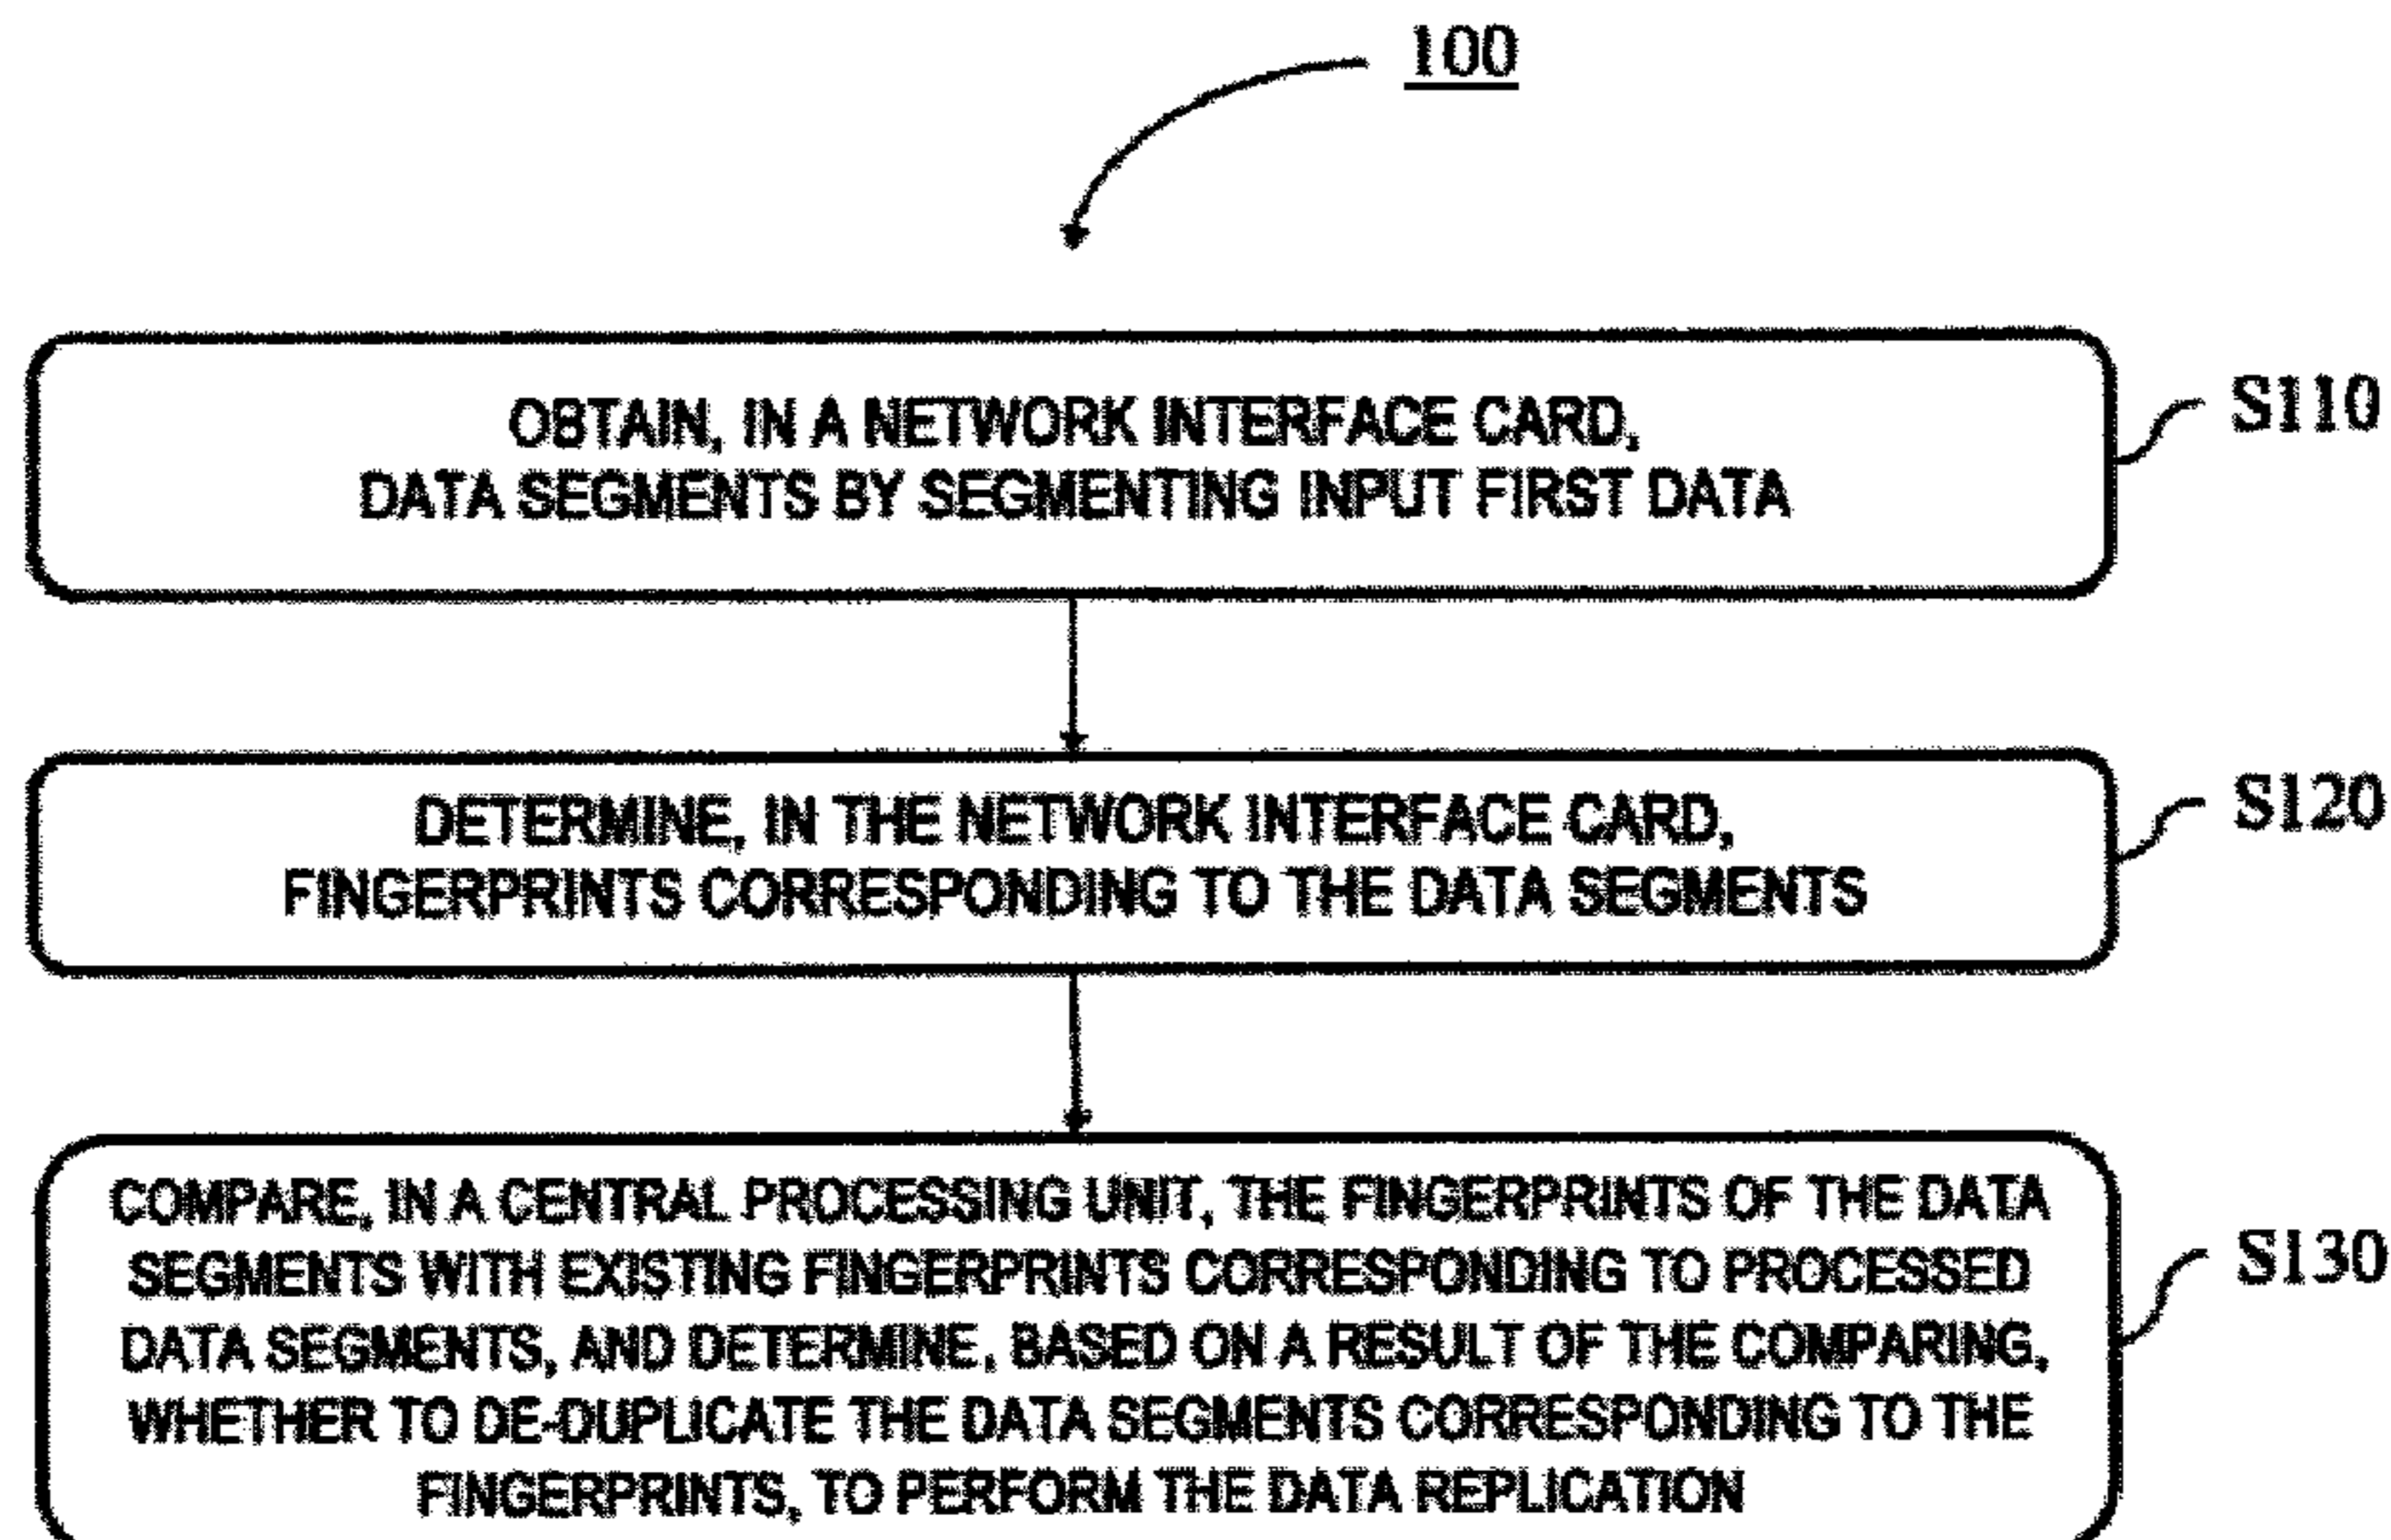 100
OBTAIN, IN A NETWORK INTERFACE CARD,
DATA SEGMENTS BY SEGMENTING INPUT FIRST DATA
S110
DETERMINE, IN THE NETWORK INTERFACE CARD,
FINGERPRINTS CORRESPONDING TO THE DATA SEGMENTS
S120
COMPARE, IN A CENTRAL PROCESSING UNIT, THE FINGERPRINTS OF THE DATA
SEGMENTS WITH EXISTING FINGERPRINTS CORRESPONDING TO PROCESSED
DATA SEGMENTS, AND DETERMINE, BASED ON A RESULT OF THE COMPARING,
WHETHER TO DE-DUPLICATE THE DATA SEGMENTS CORRESPONDING TO THE
FINGERPRINTS, TO PERFORM THE DATA REPLICATION
S130